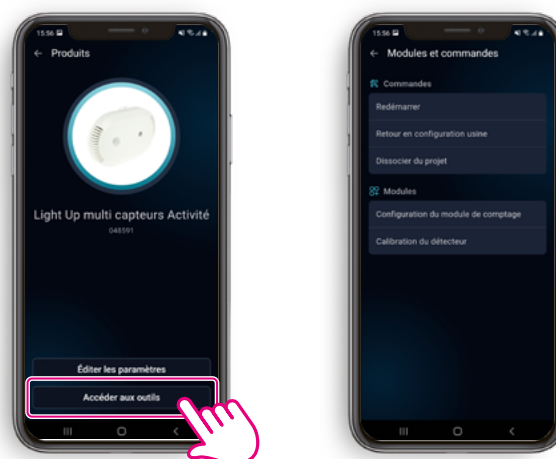 15:56
← Produits
Light Up multi capteurs Activité
048591
Éditer les paramètres
Accéder aux outils
15:56
← Modules et commandes
Commandes
Redémarrer
Retour en configuration usine
Dissocier du projet
Modules
Configuration du module de comptage
Calibration du détecteur